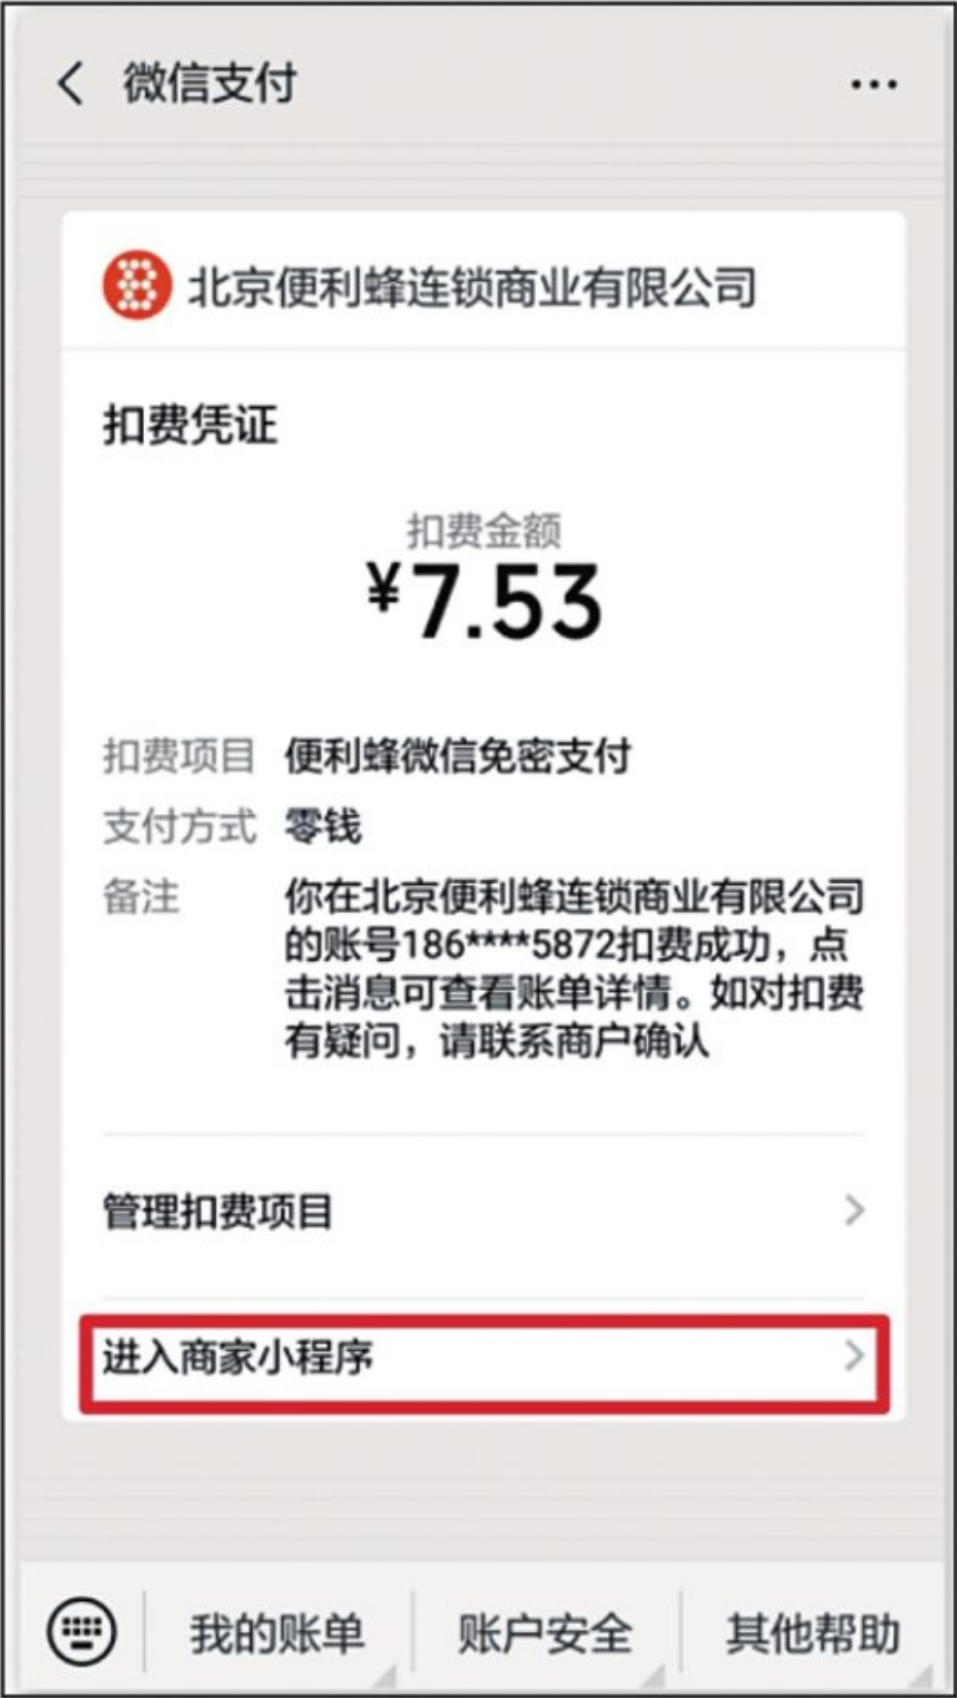 微信支付
北京便利蜂连锁商业有限公司
扣费凭证
扣费金额
¥7.53
扣费项目 便利蜂微信免密支付
支付方式 零钱
备注 你在北京便利蜂连锁商业有限公司
的账号186****5872扣费成功，点
击消息可查看账单详情。如对扣费
有疑问，请联系商户确认
管理扣费项目
进入商家小程序
我的账单 账户安全 其他帮助